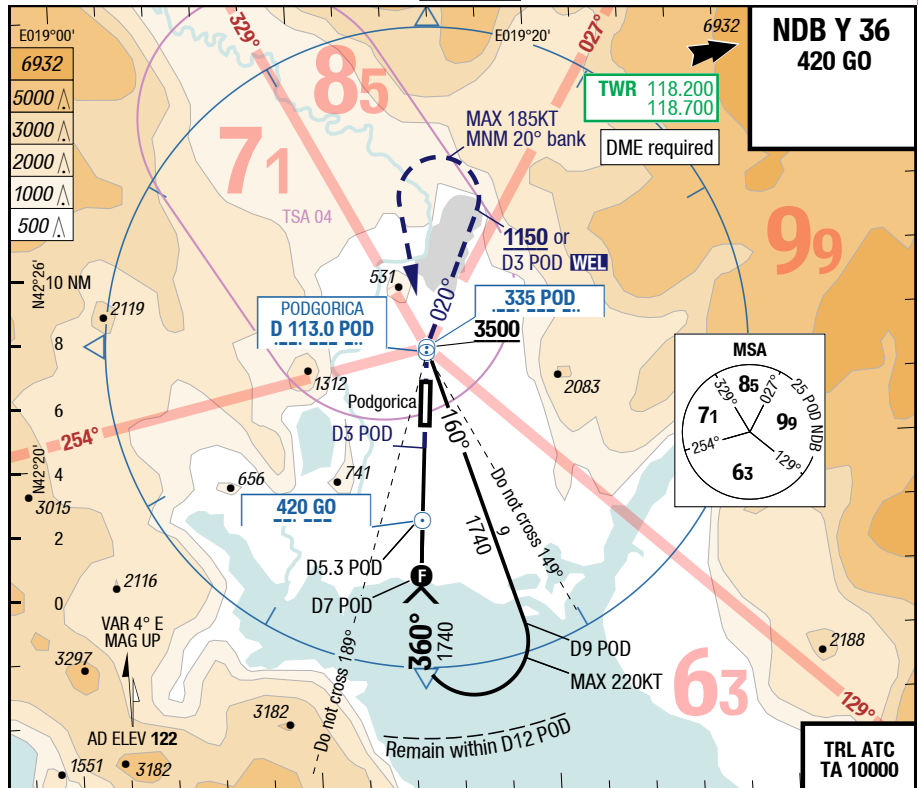 E019°00'
E019°20'
329°
027°
6932
NDB Y 36
420 GO
6932
5000
3000
2000
1000
500
85
71
99
63
TWR 118.200
118.700
DME required
MAX 185KT
MNM 20° bank
TSA 04
1150 or
D3 POD WEL
020°
N42°26'
10 NM
531
2119
PODGORICA
D 113.0 POD
335 POD
3500
8
1312
2083
MSA
329°
85
027°
71
99
254°
129°
63
25 POD NDB
6
Podgorica
D3 POD
160°
254°
N42°20'
4
656
741
3015
Do not cross 149°
9
1740
420 GO
2
D5.3 POD
F
D7 POD
2116
0
360°
1740
VAR 4° E
MAG UP
D9 POD
MAX 220KT
2188
3297
Do not cross 189°
129°
3182
AD ELEV 122
Remain within D12 POD
1551
3182
TRL ATC
TA 10000